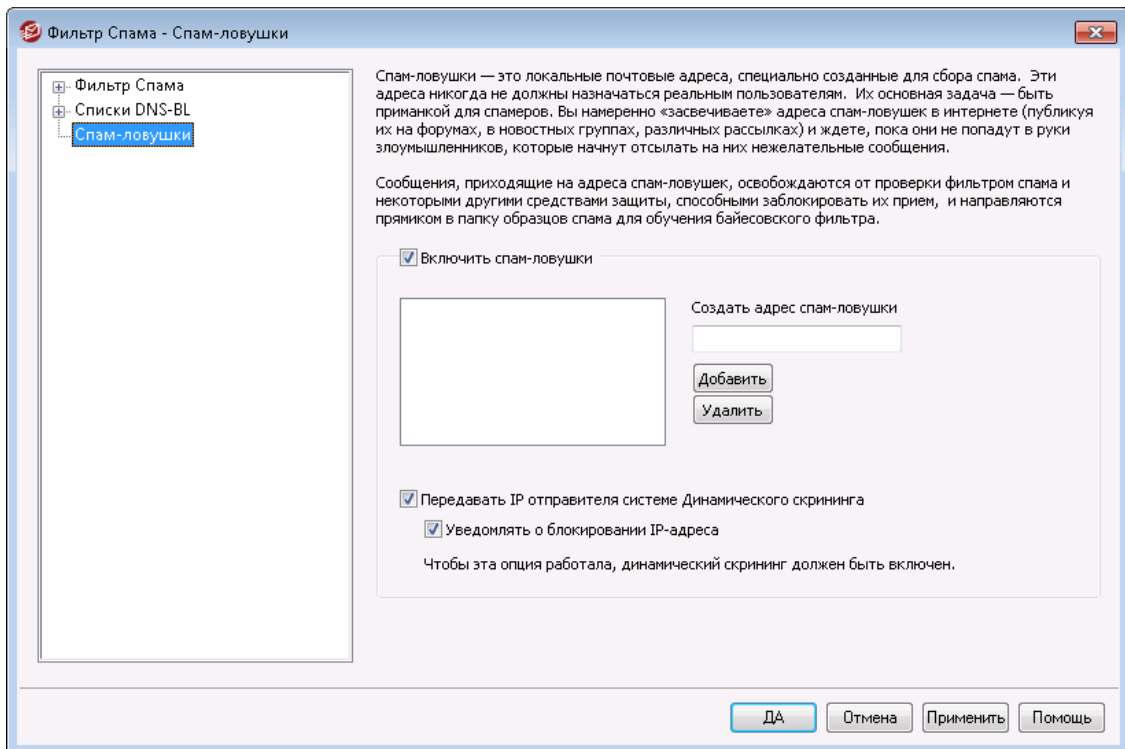 Фильтр Спама - Спам-ловушки
Фильтр Спама
Списки DNS-BL
Спам-ловушки
Спам-ловушки — это локальные почтовые адреса, специально созданные для сбора спама. Эти
адреса никогда не должны назначаться реальным пользователям. Их основная задача — быть
приманкой для спамеров. Вы намеренно «засвечиваете» адреса спам-ловушек в интернете (публикуя
их на форумах, в новостных группах, различных рассылках) и ждете, пока они не попадут в руки
злоумышленников, которые начнут отсылать на них нежелательные сообщения.
Сообщения, приходящие на адреса спам-ловушек, освобождаются от проверки фильтром спама и
некоторыми другими средствами защиты, способными заблокировать их прием, и направляются
прямиком в папку образцов спама для обучения байесовского фильтра.
Включить спам-ловушки
Создать адрес спам-ловушки
Добавить
Удалить
Передавать IP отправителя системе Динамического скрининга
Уведомлять о блокировании IP-адреса
Чтобы эта опция работала, динамический скрининг должен быть включен.
ДА
Отмена
Применить
Помощь